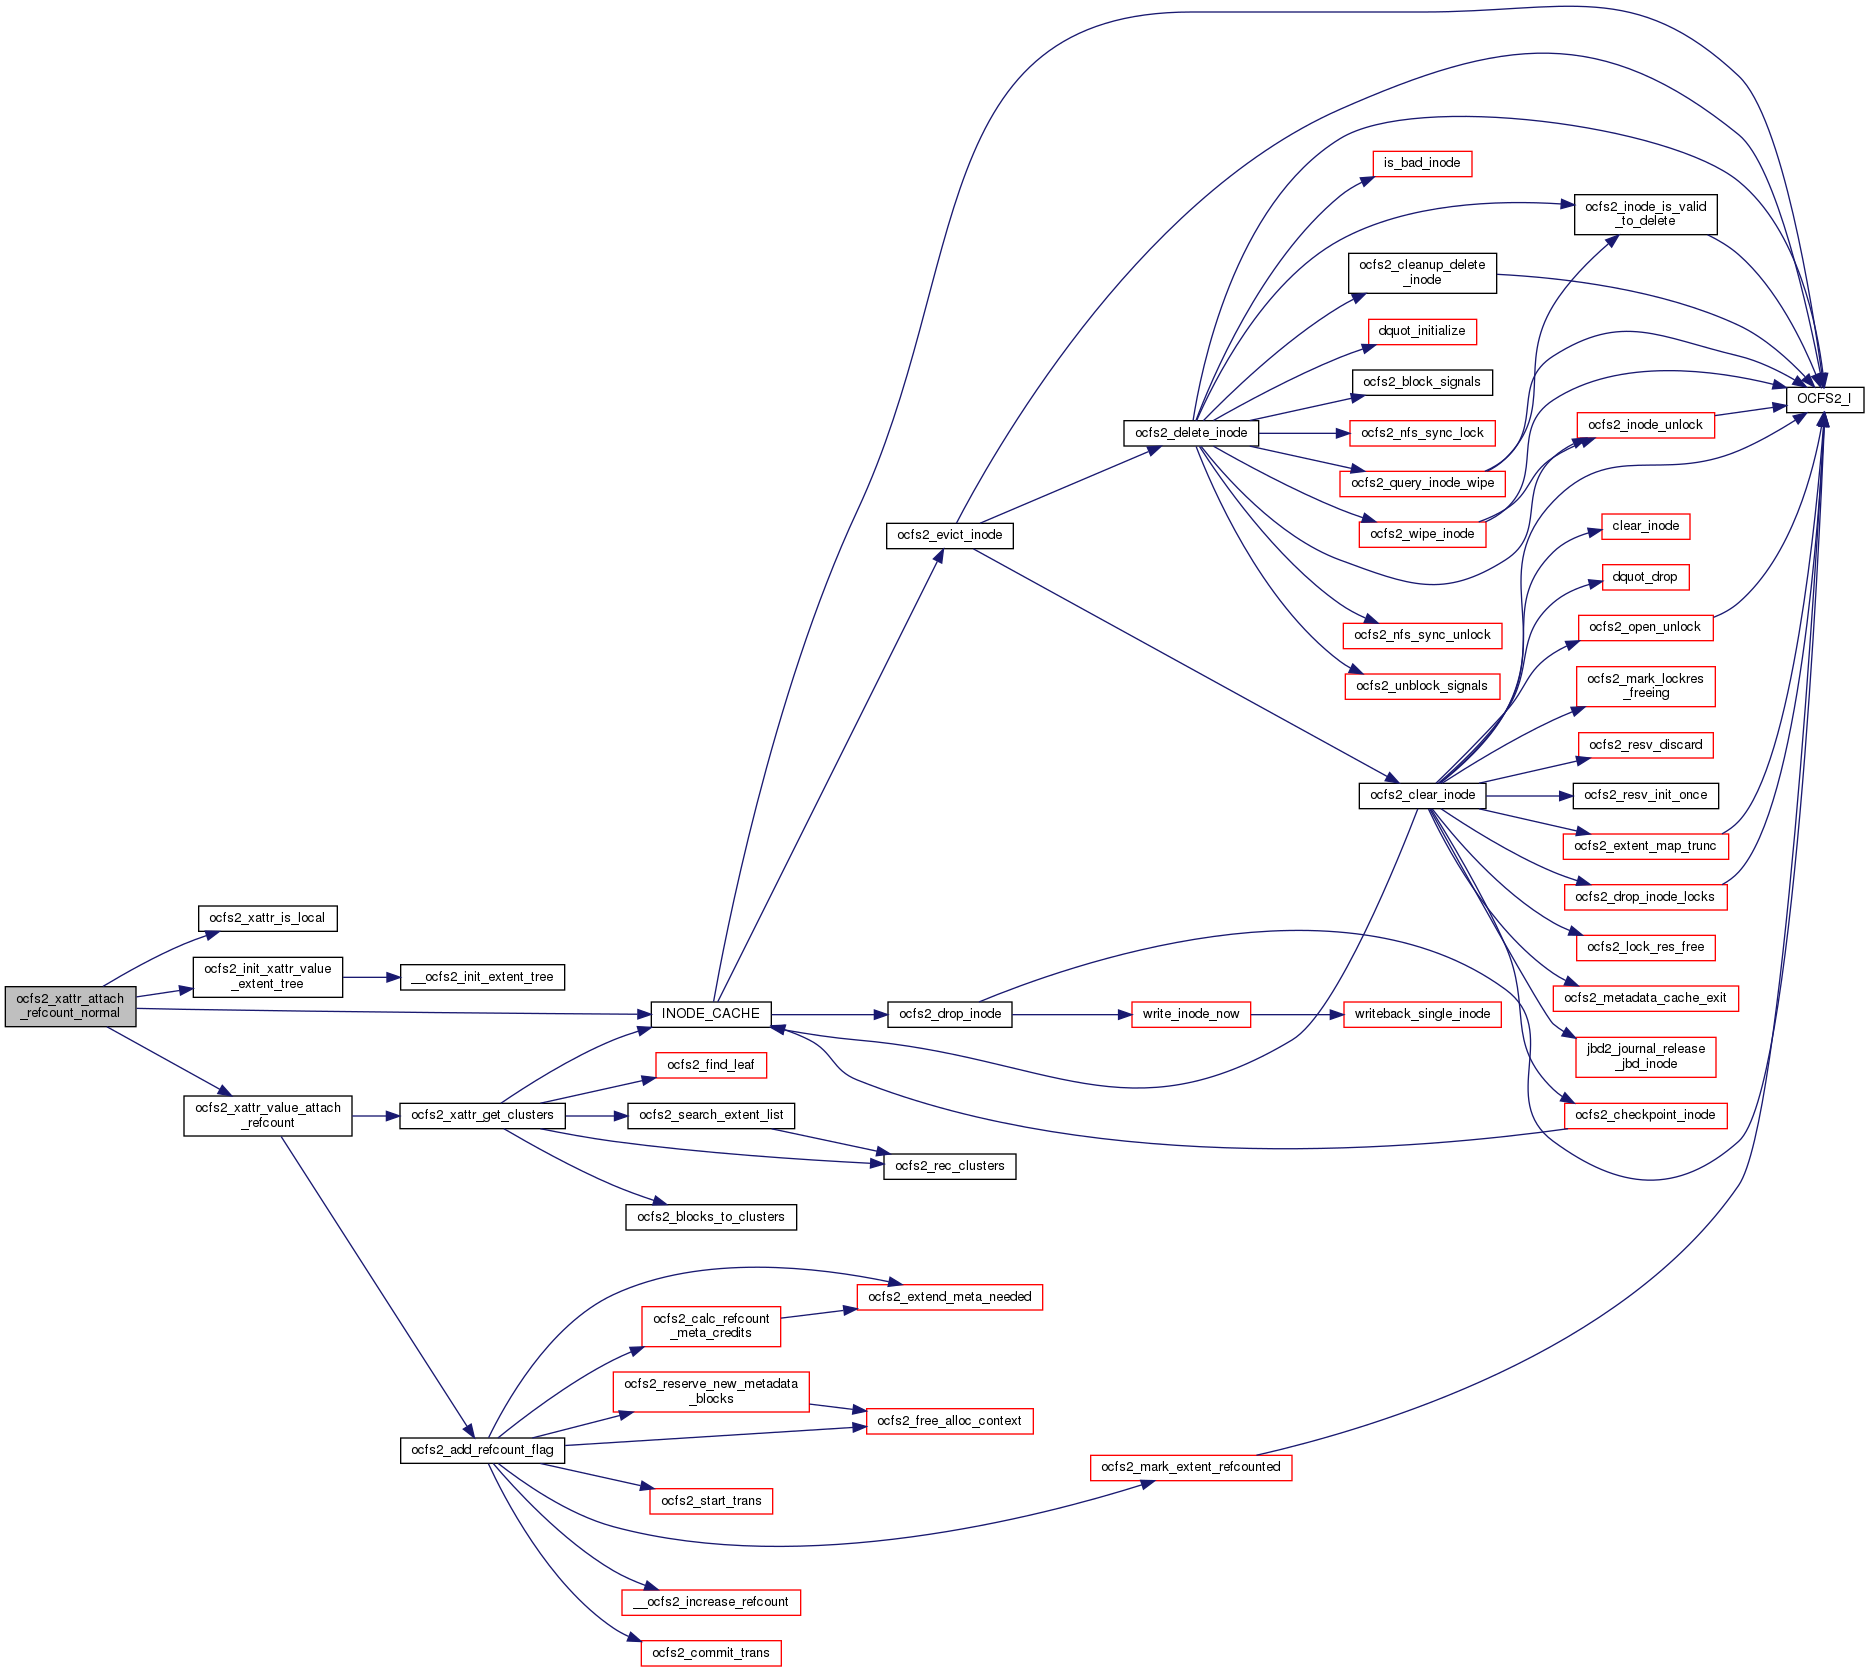 ocfs2_xattr_attach
_refcount_normal
ocfs2_xattr_is_local
ocfs2_init_xattr_value
_extent_tree
__ocfs2_init_extent_tree
INODE_CACHE
ocfs2_xattr_value_attach
_refcount
ocfs2_xattr_get_clusters
ocfs2_find_leaf
ocfs2_search_extent_list
ocfs2_rec_clusters
ocfs2_blocks_to_clusters
ocfs2_add_refcount_flag
ocfs2_extend_meta_needed
ocfs2_calc_refcount
_meta_credits
ocfs2_reserve_new_metadata
_blocks
ocfs2_free_alloc_context
ocfs2_start_trans
ocfs2_mark_extent_refcounted
__ocfs2_increase_refcount
ocfs2_commit_trans
ocfs2_evict_inode
ocfs2_drop_inode
write_inode_now
writeback_single_inode
ocfs2_delete_inode
is_bad_inode
ocfs2_inode_is_valid
_to_delete
ocfs2_cleanup_delete
_inode
dquot_initialize
ocfs2_block_signals
ocfs2_nfs_sync_lock
ocfs2_query_inode_wipe
ocfs2_wipe_inode
ocfs2_inode_unlock
OCFS2_I
ocfs2_nfs_sync_unlock
ocfs2_unblock_signals
ocfs2_clear_inode
clear_inode
dquot_drop
ocfs2_open_unlock
ocfs2_mark_lockres
_freeing
ocfs2_resv_discard
ocfs2_resv_init_once
ocfs2_extent_map_trunc
ocfs2_drop_inode_locks
ocfs2_lock_res_free
ocfs2_metadata_cache_exit
jbd2_journal_release
_jbd_inode
ocfs2_checkpoint_inode